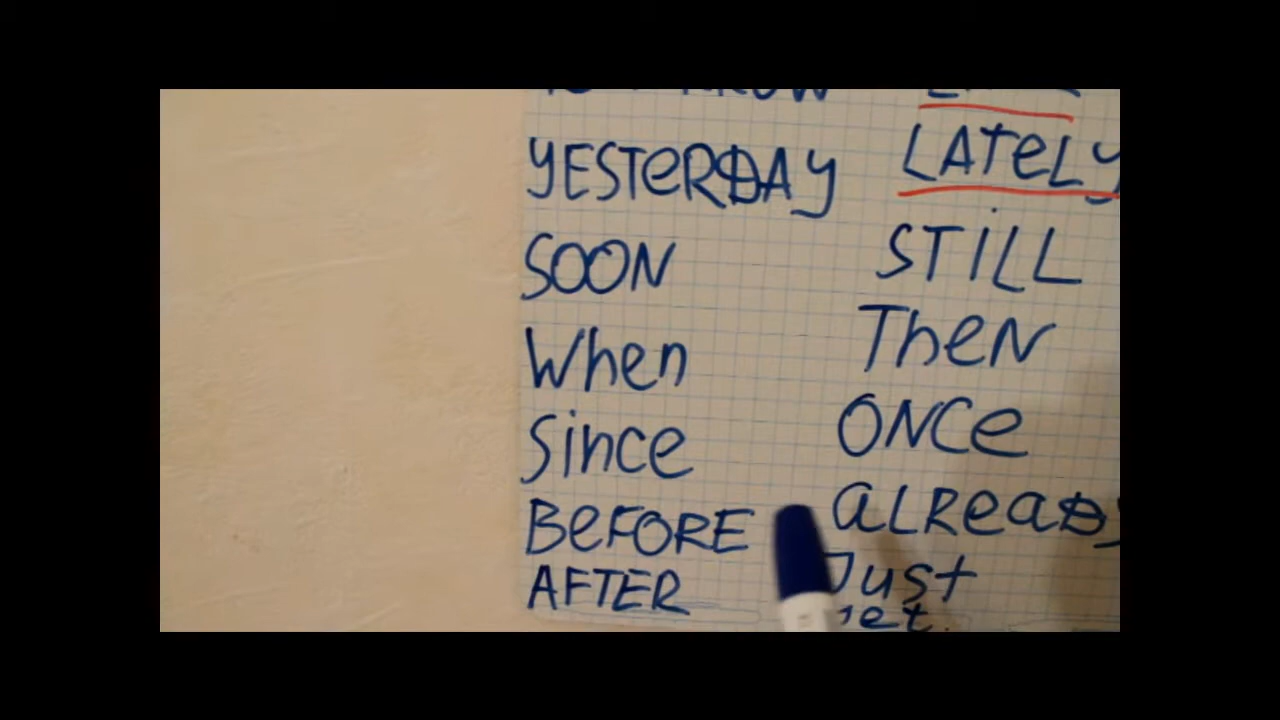 YESTerDAY
LATeLY
SOON
STiLL
When
TheN
Since
ONCe
BeFORE
aLReaDy
AFTER
Just